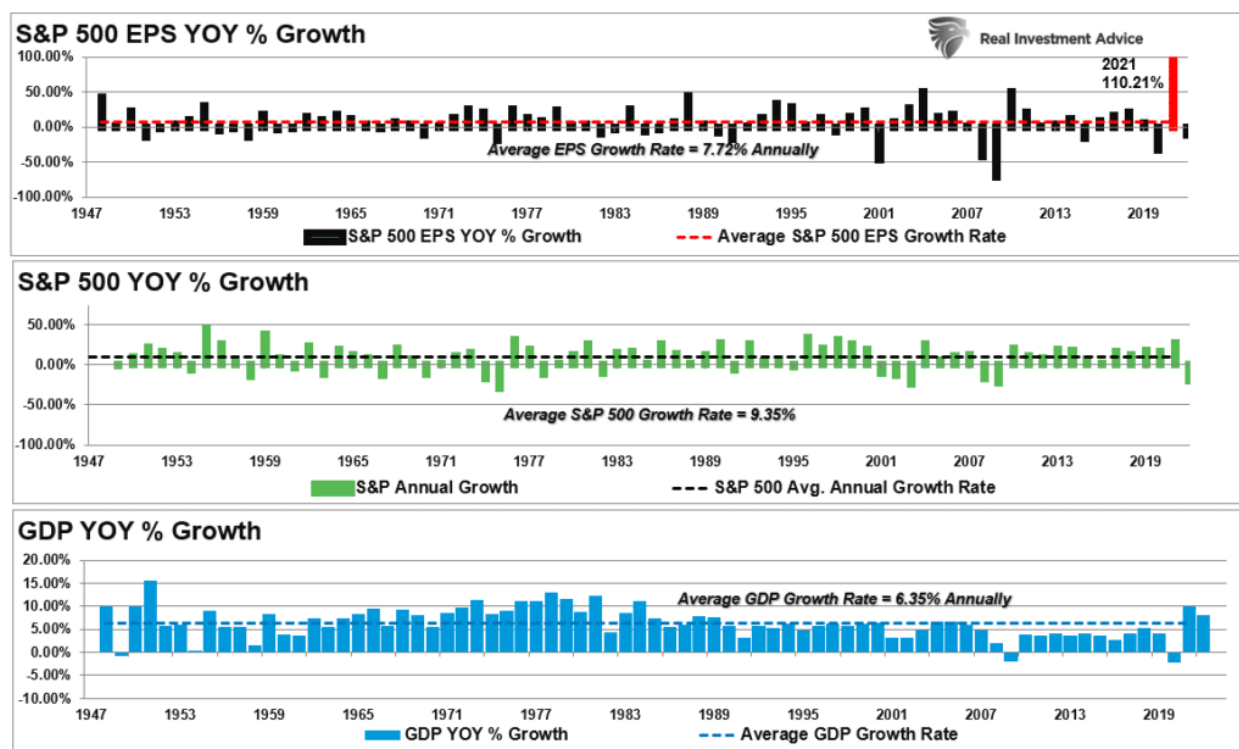 S&P 500 EPS YOY % Growth
Real Investment Advice
100.00%
2021
110.21%
50.00%
0.00%
-50.00%
Average EPS Growth Rate = 7.72% Annually
-100.00%
1947 1953 1959 1965 1971 1977 1983 1989 1995 2001 2007 2013 2019
S&P 500 EPS YOY % Growth Average S&P 500 EPS Growth Rate
S&P 500 YOY % Growth
50.00%
0.00%
-50.00%
Average S&P 500 Growth Rate = 9.35%
-100.00%
1947 1953 1959 1965 1971 1977 1983 1989 1995 2001 2007 2013 2019
S&P Annual Growth S&P 500 Avg. Annual Growth Rate
GDP YOY % Growth
20.00%
15.00%
10.00%
Average GDP Growth Rate = 6.35% Annually
5.00%
0.00%
-10.00%
1947 1953 1959 1965 1971 1977 1983 1989 1995 2001 2007 2013 2019
GDP YOY % Growth Average GDP Growth Rate